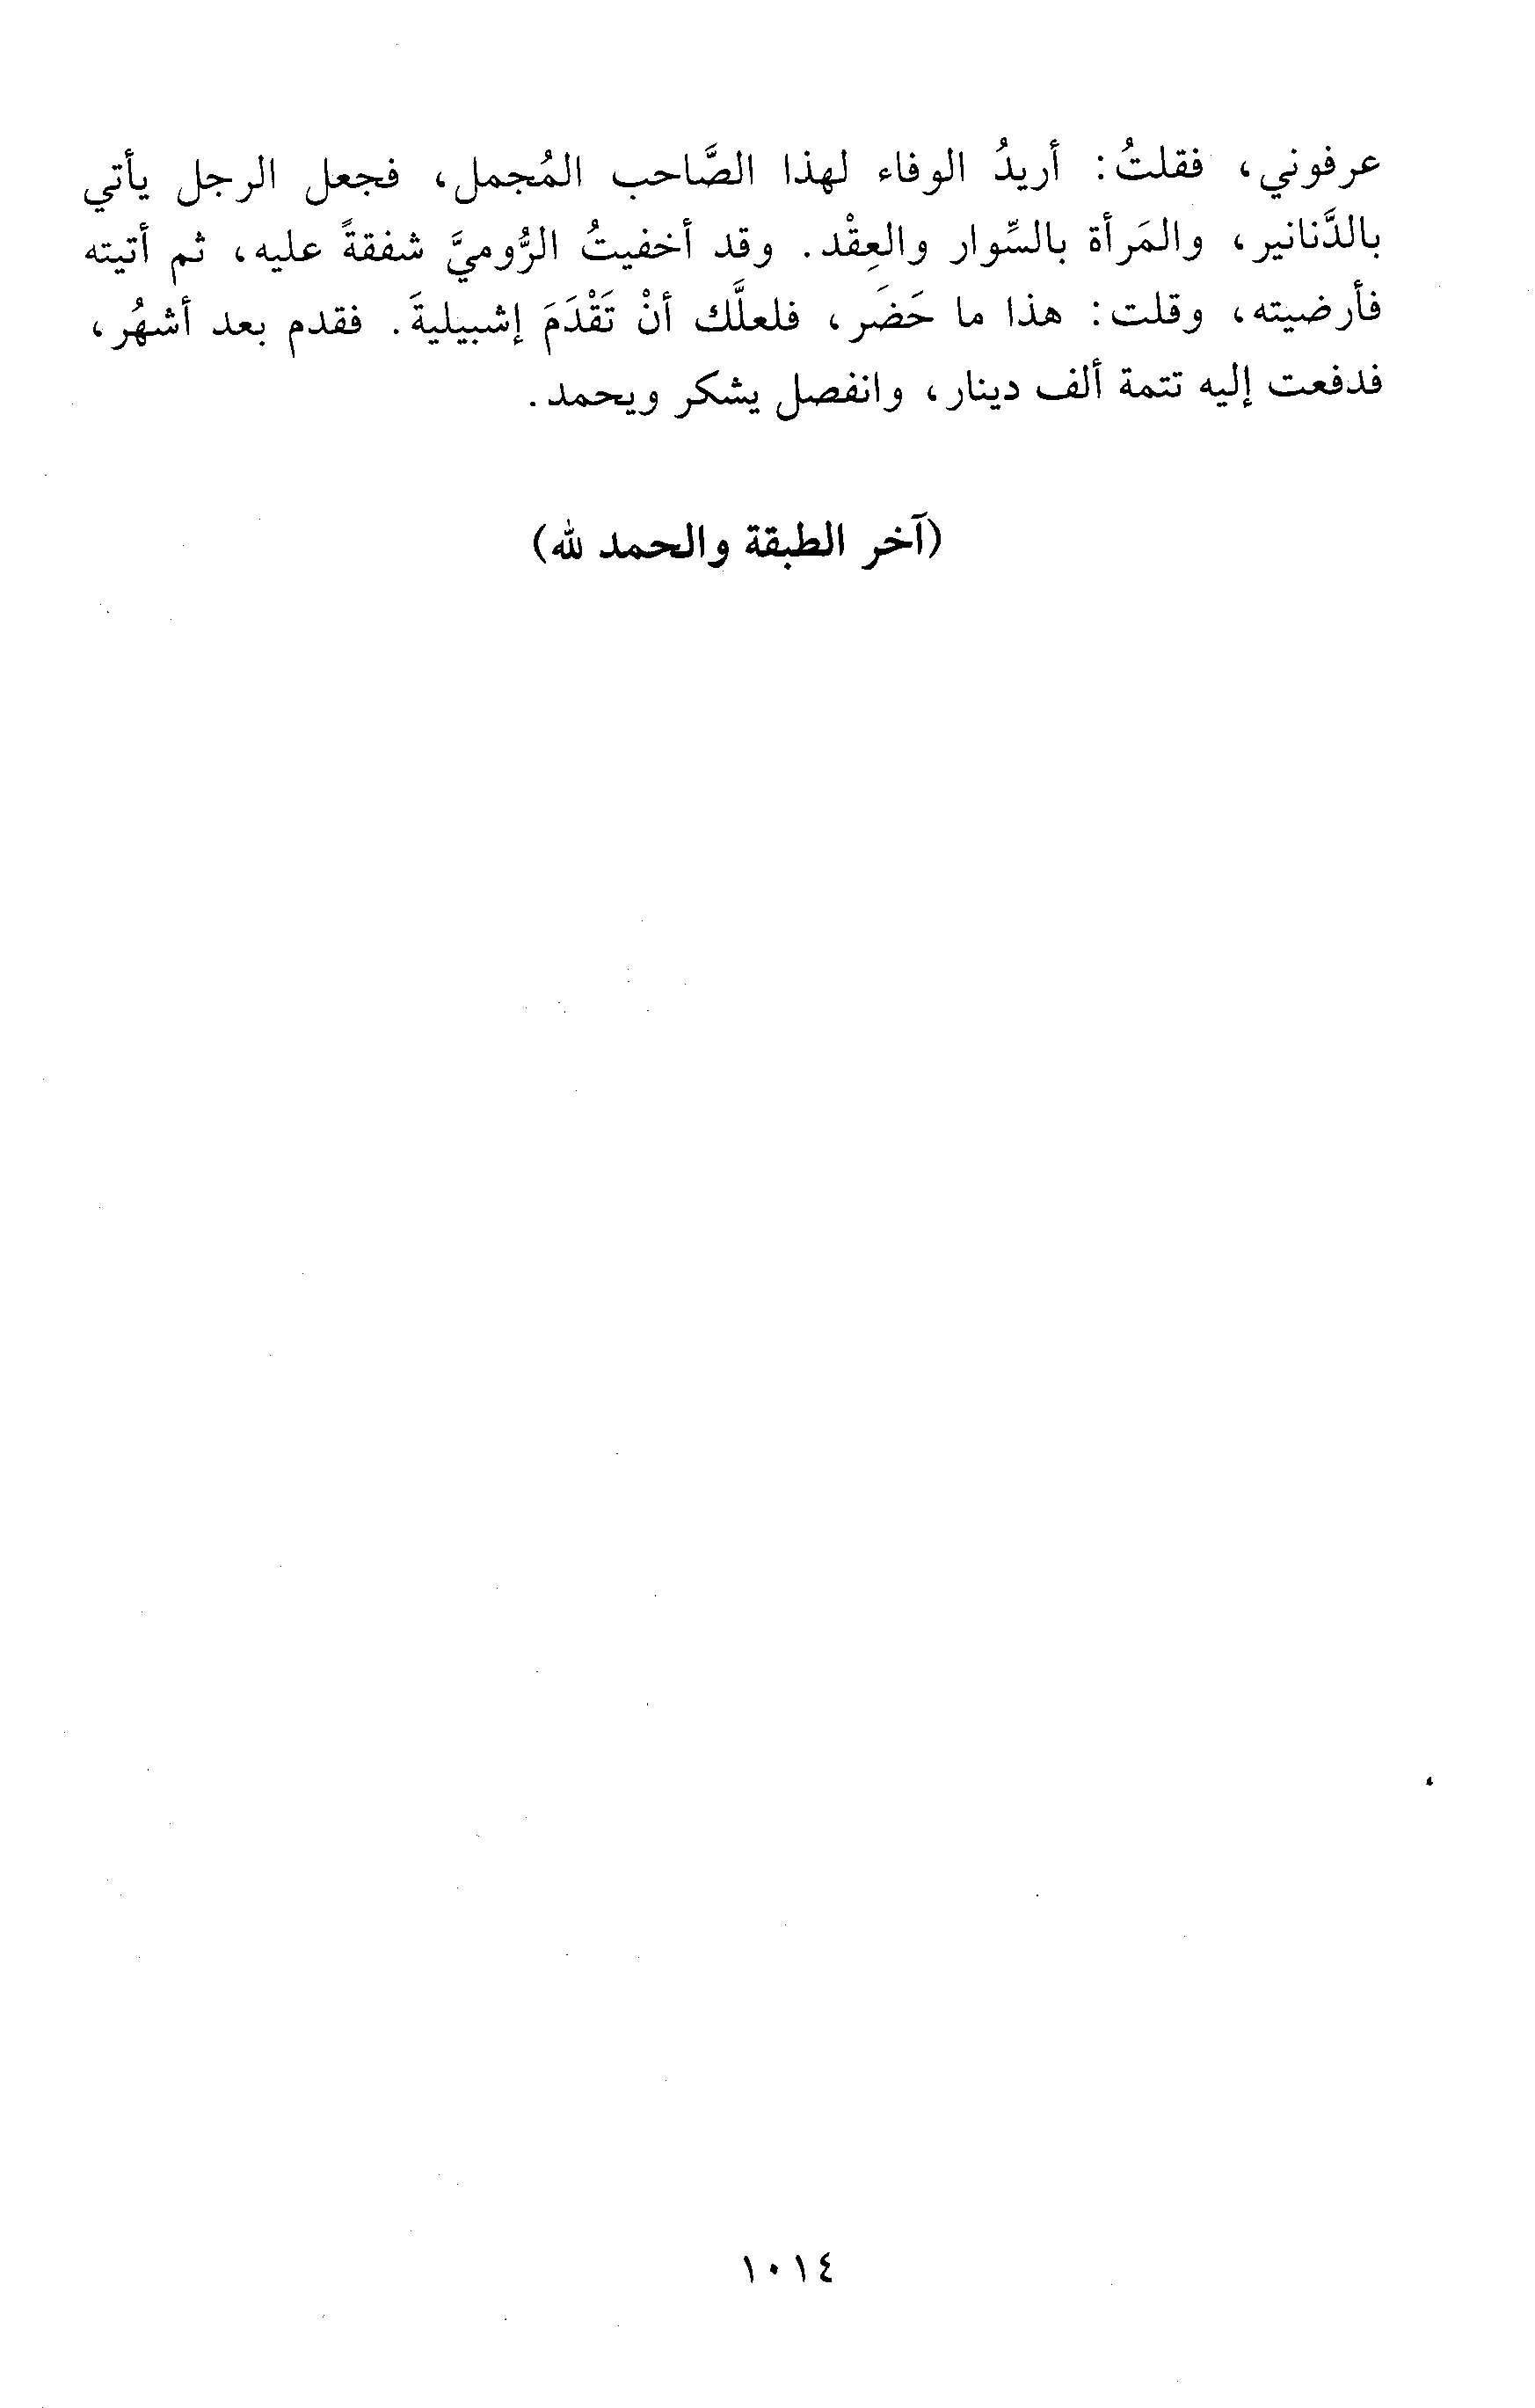 عرفوني، فقلتُ: أريدُ الوفاء لهذا الصَّاحب المُجمل، فجعل الرجل يأتي
بالدَّنانير، والمَرأة بالسِّوار والعِقْد. وقد أخفيتُ الرُّوميَّ شفقةً عليه، ثم أتيته
فأرضيته، وقلت: هذا ما حَضَر، فلعلَّك أنْ تَقْدَمَ إشبيليةَ. فقدم بعد أشهُر،
فدفعت إليه تتمة ألف دينار، وانفصل يشكر ويحمد.
(آخر الطبقة والحمد لله)
١٠١٤